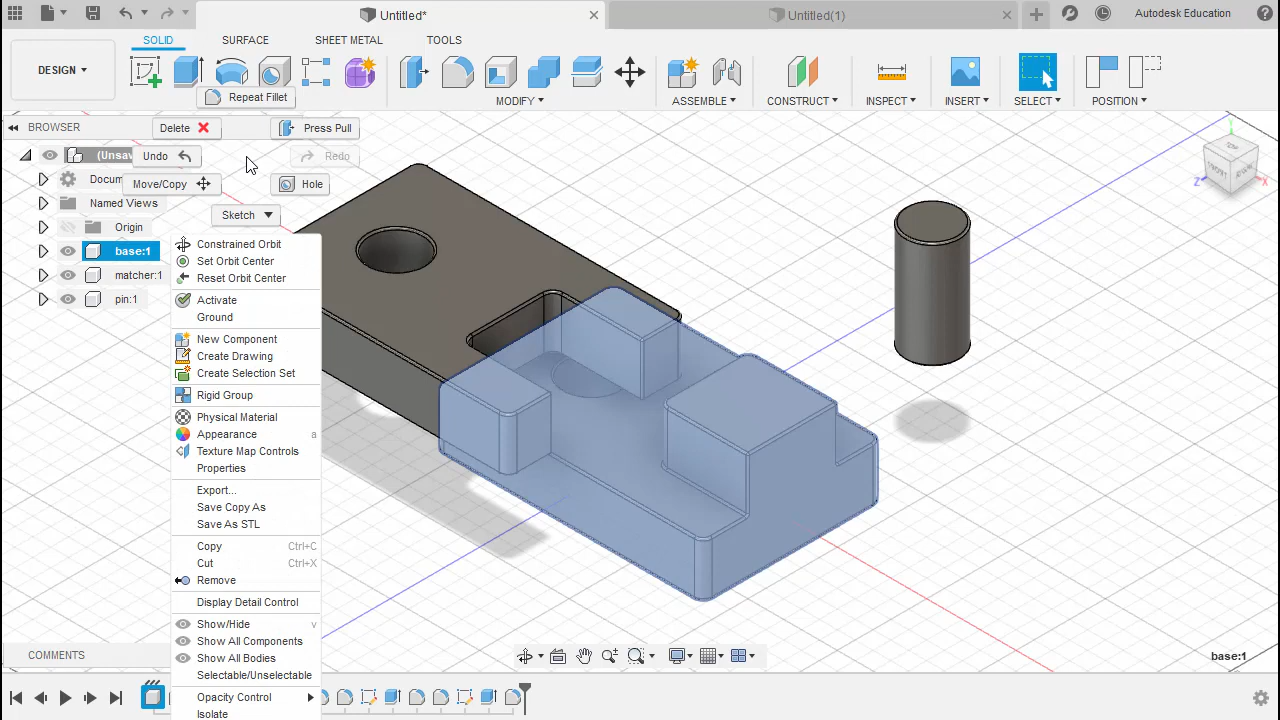 Untitled*
Untitled(1)
Autodesk Education
DESIGN
SOLID
SURFACE
SHEET METAL
TOOLS
MODIFY
ASSEMBLE
CONSTRUCT
INSPECT
INSERT
SELECT
POSITION
Repeat Fillet
BROWSER
Delete
Press Pull
Undo
Redo
Move/Copy
Hole
Sketch
(Unsav
Docum
Named Views
Origin
base:1
matcher:1
pin:1
Constrained Orbit
Set Orbit Center
Reset Orbit Center
Activate
Ground
New Component
Create Drawing
Create Selection Set
Rigid Group
Physical Material
Appearance a
Texture Map Controls
Properties
Export...
Save Copy As
Save As STL
Copy Ctrl+C
Cut Ctrl+X
Remove
Display Detail Control
Show/Hide v
Show All Components
Show All Bodies
Selectable/Unselectable
Opacity Control
Isolate
Y
Z
X
COMMENTS
base:1